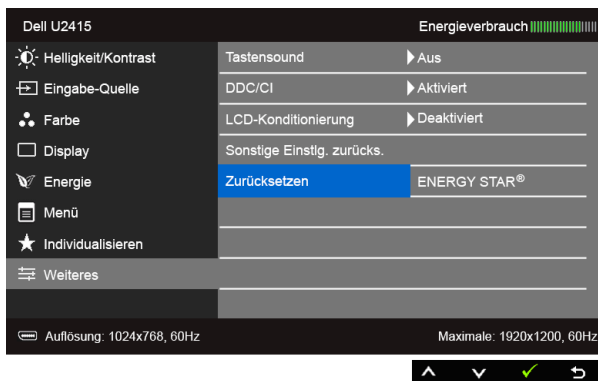 Dell U2415 Energieverbrauch
Helligkeit/Kontrast Tastensound Aus
Eingabe-Quelle DDC/CI Aktiviert
Farbe LCD-Konditionierung Deaktiviert
Display Sonstige Einstlg. zurücks.
Energie Zurücksetzen ENERGY STAR®
Menü
Individualisieren
Weiteres
Auflösung: 1024x768, 60Hz Maximale: 1920x1200, 60Hz